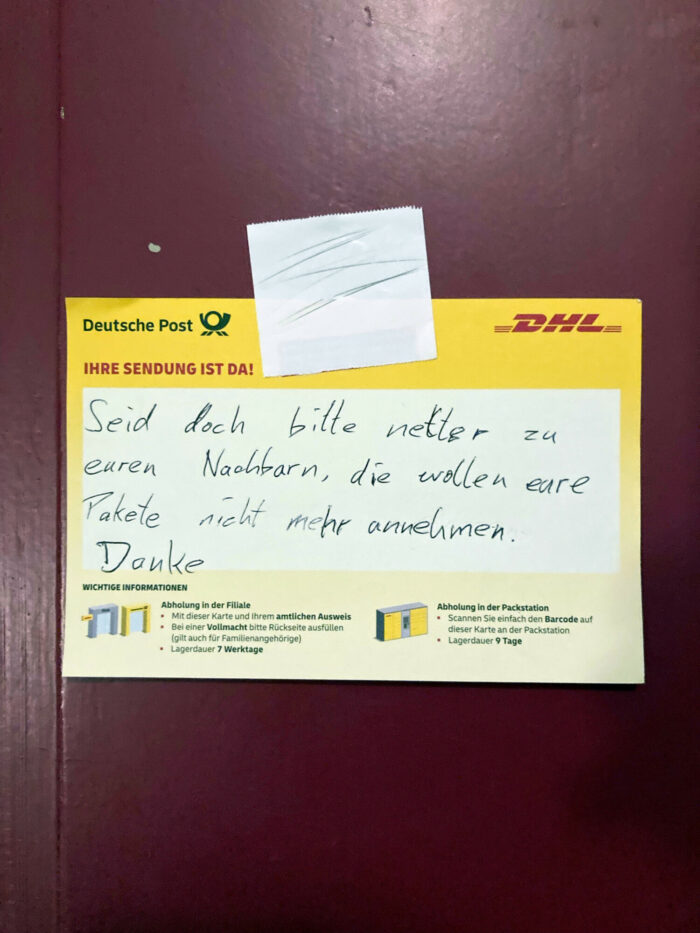 Deutsche Post
DHL
IHRE SENDUNG IST DA!
Seid doch bitte netter zu
euren Nachbarn, die wollen eure
Pakete nicht mehr annehmen.
Danke
WICHTIGE INFORMATIONEN
Abholung in der Filiale
• Mit dieser Karte und Ihrem amtlichen Ausweis
• Bei einer Vollmacht bitte Rückseite ausfüllen
(gilt auch für Familienangehörige)
• Lagerdauer 7 Werktage
Abholung in der Packstation
• Scannen Sie einfach den Barcode auf
dieser Karte an der Packstation
• Lagerdauer 9 Tage